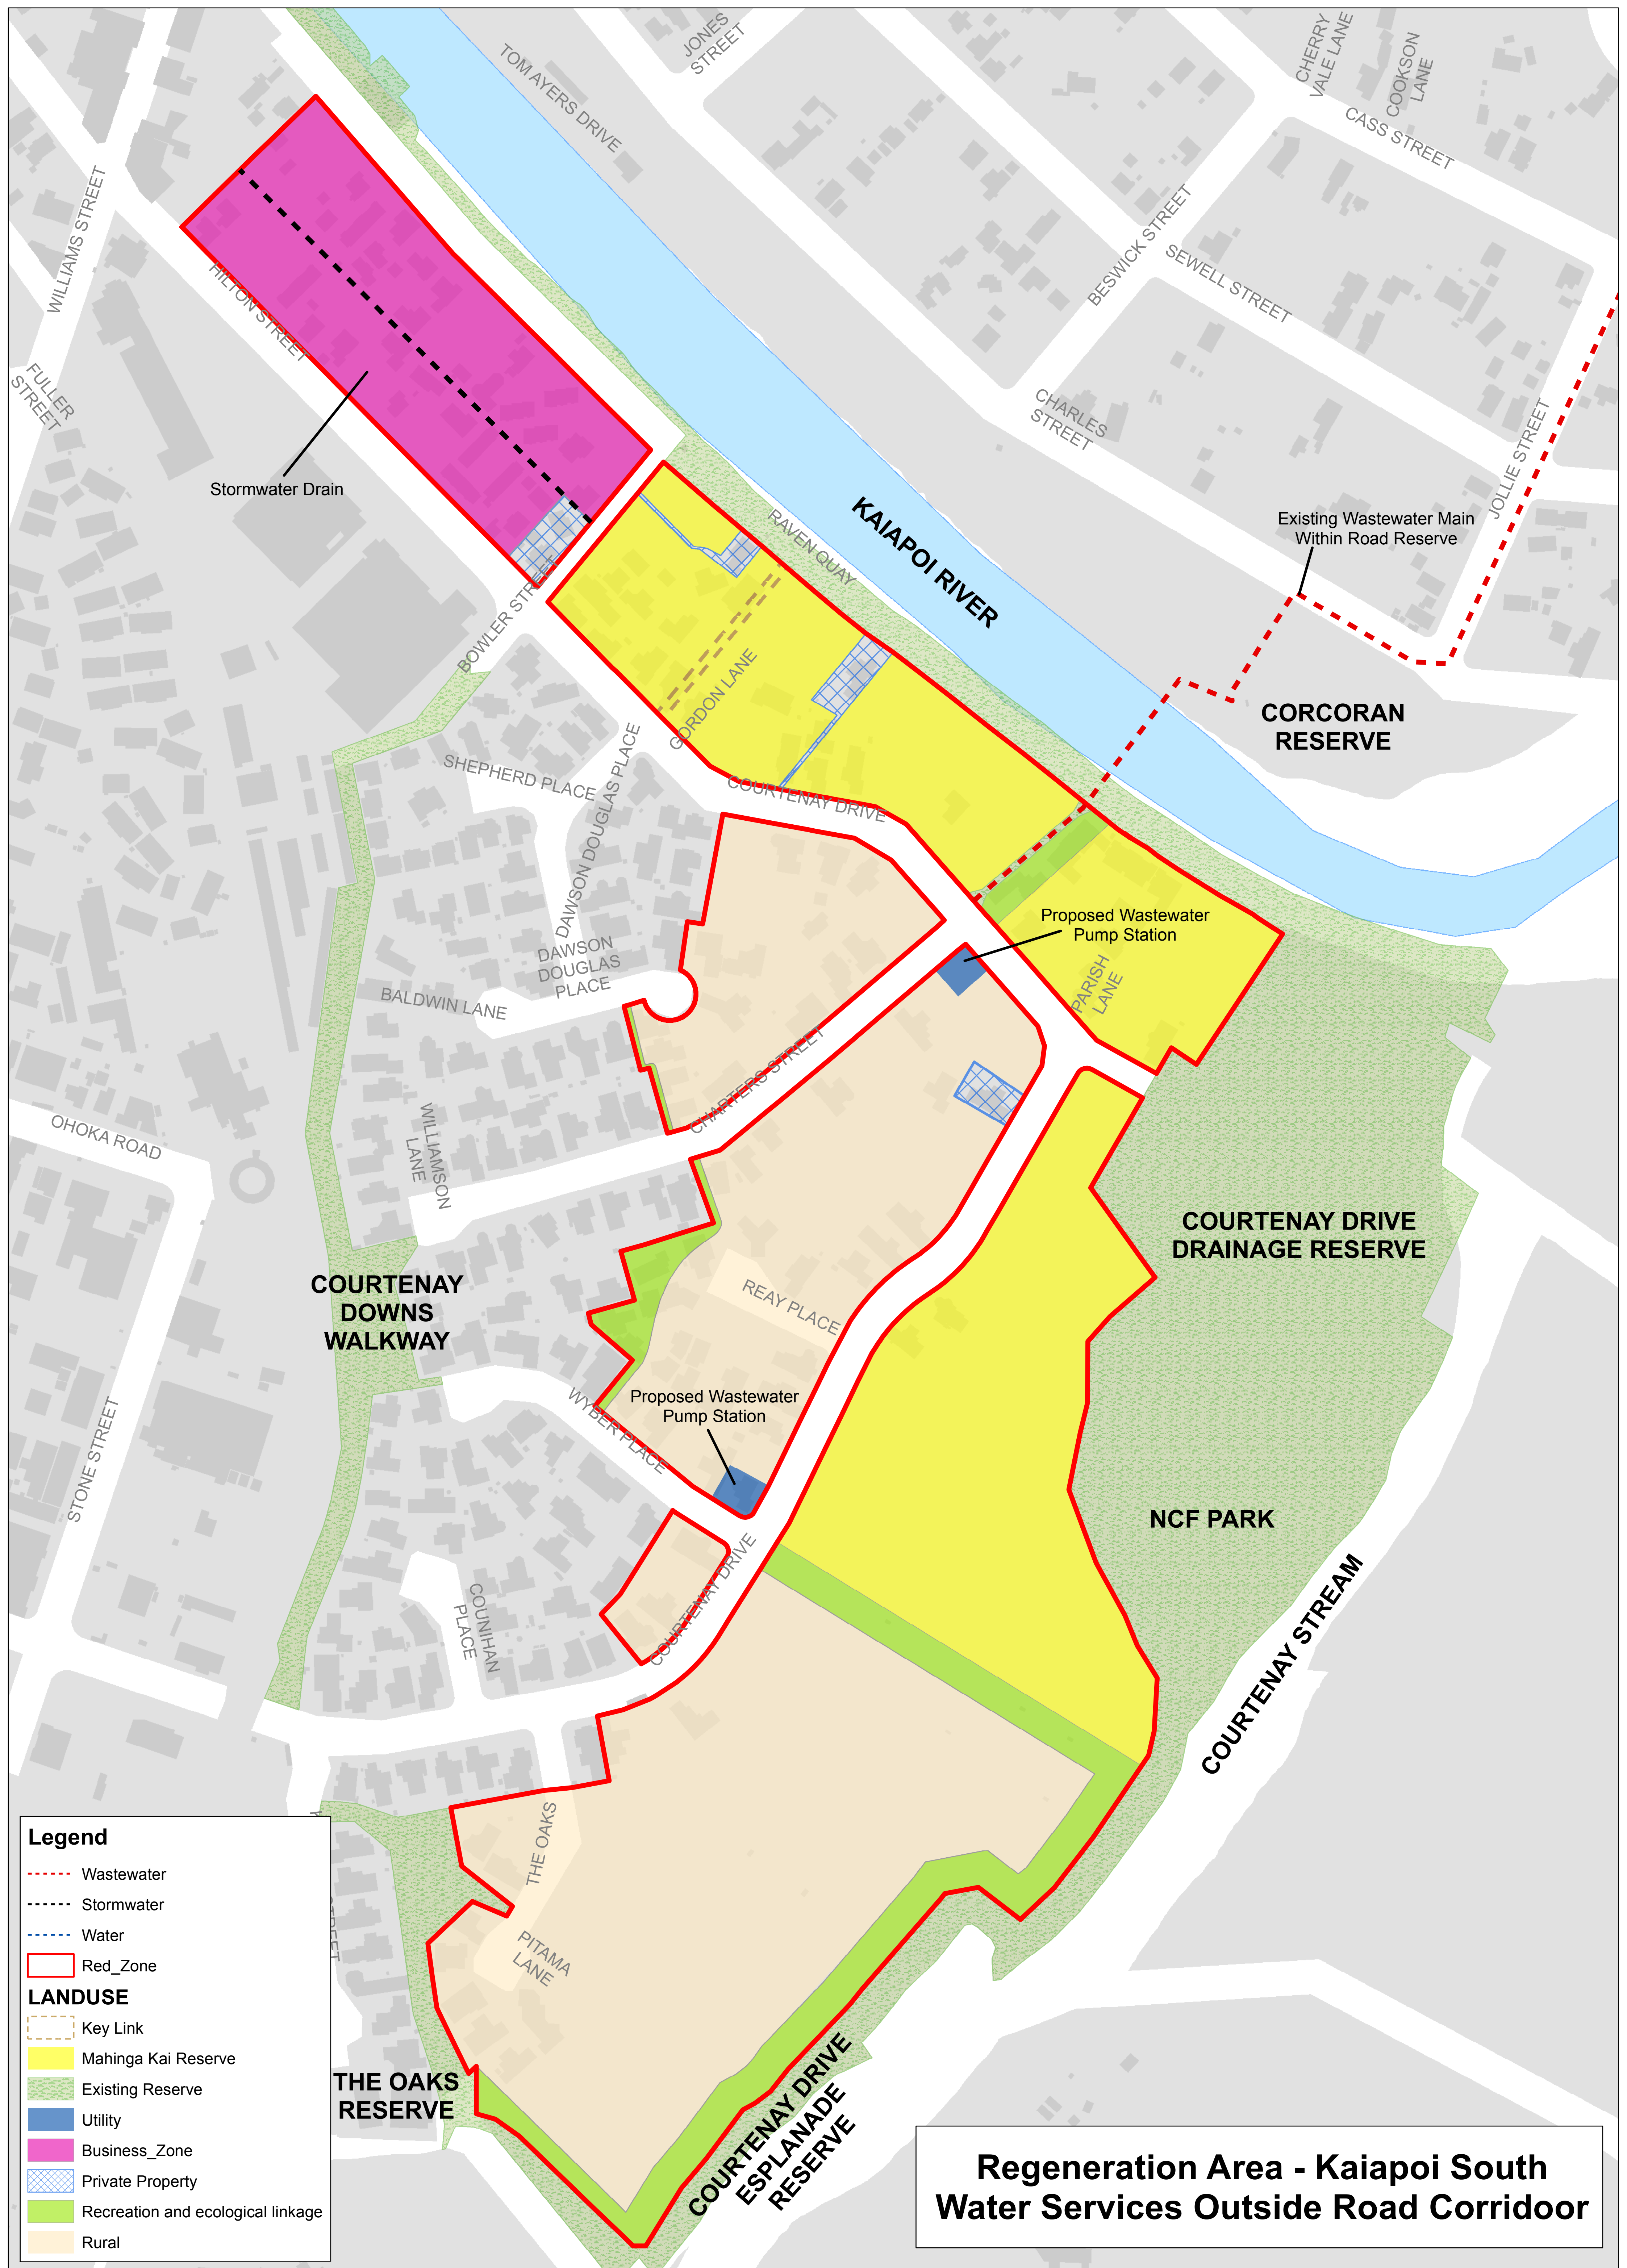 JONES
STREET
TOM AYERS DRIVE
CHERRY
VALE LANE
COOKSON
LANE
CASS STREET
WILLIAMS STREET
BESWICK STREET
SEWELL STREET
HILTON STREET
FULLER
STREET
CHARLES
STREET
JOLLIE STREET
Stormwater Drain
KAIAPOI RIVER
RAVEN QUAY
Existing Wastewater Main
Within Road Reserve
BOWLER STREET
GORDON LANE
CORCORAN
RESERVE
SHEPHERD PLACE
DAWSON DOUGLAS PLACE
COURTENAY DRIVE
Proposed Wastewater
Pump Station
DAWSON
DOUGLAS
PLACE
BALDWIN LANE
PARISH
LANE
CHARTERS STREET
OHOKA ROAD
WILLIAMSON
LANE
COURTENAY DRIVE
DRAINAGE RESERVE
COURTENAY
DOWNS
WALKWAY
REAY PLACE
Proposed Wastewater
Pump Station
WYBER PLACE
STONE STREET
NCF PARK
COURTENAY DRIVE
COUNIHAN
PLACE
COURTENAY STREAM
THE OAKS
PITAMA
LANE
STREET
THE OAKS
RESERVE
COURTENAY DRIVE
ESPLANADE
RESERVE
Legend
Wastewater
Stormwater
Water
Red_Zone
LANDUSE
Key Link
Mahinga Kai Reserve
Existing Reserve
Utility
Business_Zone
Private Property
Recreation and ecological linkage
Rural
Regeneration Area - Kaiapoi South
Water Services Outside Road Corridoor